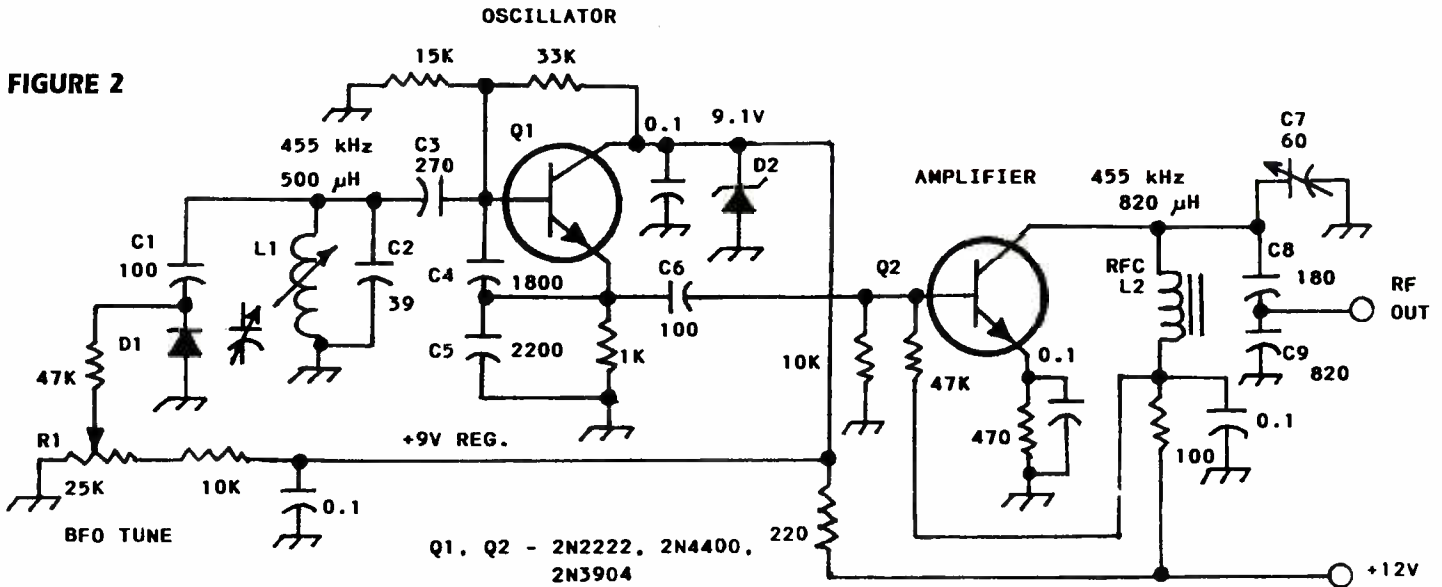 OSCILLATOR
FIGURE 2
15K
33K
Q1
0.1
9.1V
D2
455 kHz
500 µH
C3
270
C7
60
AMPLIFIER
455 kHz
820 µH
C1
100
L1
C2
39
C4
1800
C6
100
Q2
RFC
L2
C8
180
RF
OUT
D1
C5
2200
1K
10K
47K
0.1
C9
820
47K
R1
25K
10K
+9V REG.
470
100
0.1
0.1
BFO TUNE
220
Q1, Q2 - 2N2222, 2N4400,
2N3904
+12V